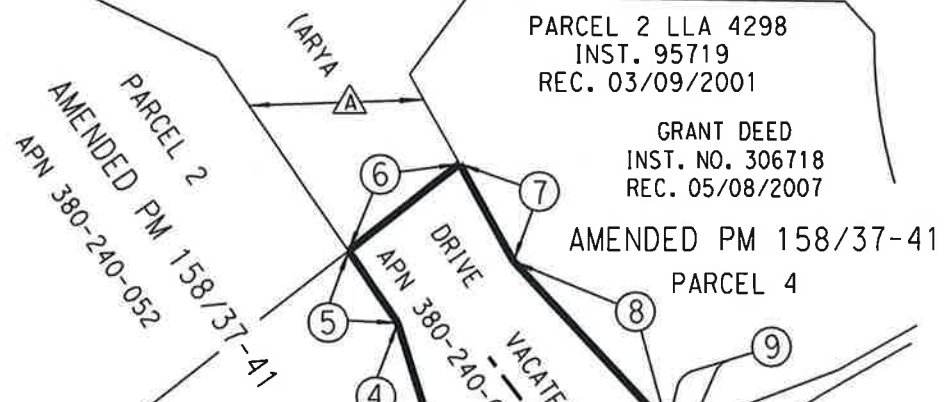 (ARYA
PARCEL 2 LLA 4298
INST. 95719
REC. 03/09/2001
A
PARCEL 2
AMENDED PM 158/37-41
APN 380-240-052
GRANT DEED
INST. NO. 306718
REC. 05/08/2007
6
7
AMENDED PM 158/37-41
PARCEL 4
DRIVE
APN 380-240-
VACATE
5
8
9
4